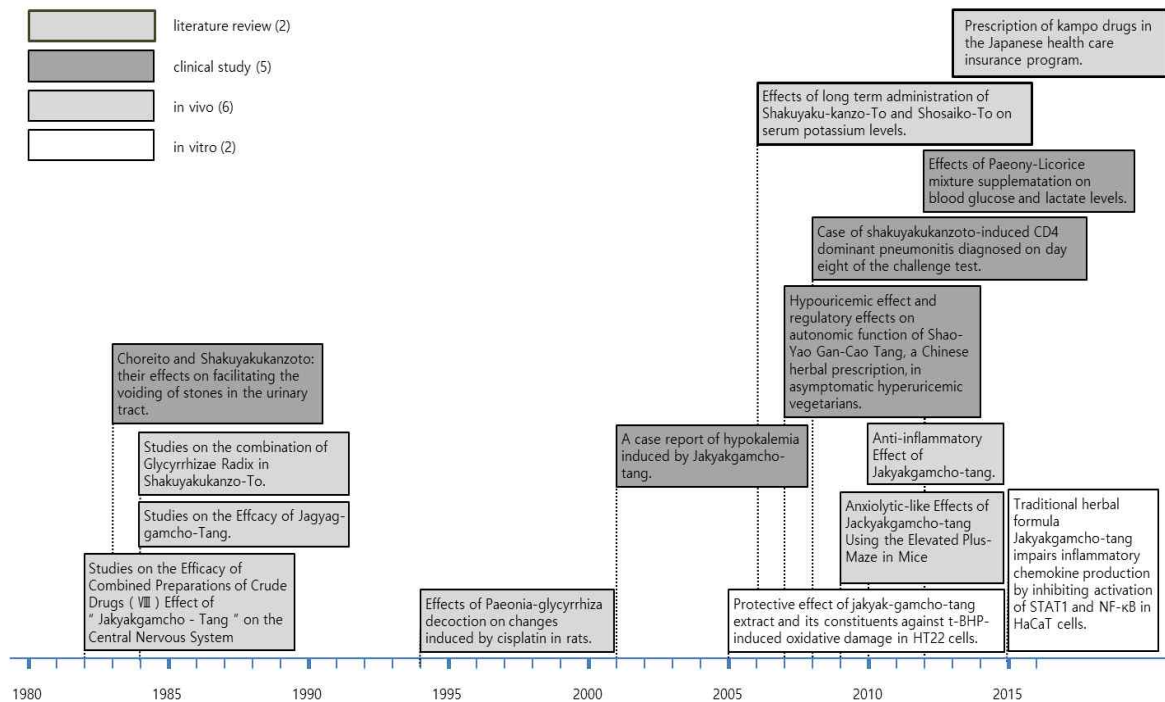 literature review (2)
clinical study (5)
in vivo (6)
in vitro (2)
Prescription of kampo drugs in
the Japanese health care
insurance program.
Effects of long term administration of
Shakuyaku-kanzo-To and Shosaiko-To on
serum potassium levels.
Effects of Paeony-Licorice
mixture supplematation on
blood glucose and lactate levels.
Case of shakuyakukanzoto-induced CD4
dominant pneumonitis diagnosed on day
eight of the challenge test.
Hypouricemic effect and
regulatory effects on
autonomic function of Shao-
Yao Gan-Cao Tang, a Chinese
herbal prescription, in
asymptomatic hyperuricemic
vegetarians.
Choreito and Shakuyakukanzoto:
their effects on facilitating the
voiding of stones in the urinary
tract.
Studies on the combination of
Glycyrrhizae Radix in
Shakuyakukanzo-To.
Studies on the Effcacy of Jagyag-
gamcho-Tang.
Studies on the Efficacy of
Combined Preparations of Crude
Drugs ( Ⅷ ) Effect of
" Jakyakgamcho - Tang " on the
Central Nervous System
A case report of hypokalemia
induced by Jakyakgamcho-
tang.
Anti-inflammatory
Effect of
Jakyakgamcho-tang.
Anxiolytic-like Effects of
Jackyakgamcho-tang
Using the Elevated Plus-
Maze in Mice
Effects of Paeonia-glycyrrhiza
decoction on changes
induced by cisplatin in rats.
Protective effect of jakyak-gamcho-tang
extract and its constituents against t-BHP-
induced oxidative damage in HT22 cells.
Traditional herbal
formula
Jakyakgamcho-tang
impairs inflammatory
chemokine production
by inhibiting activation
of STAT1 and NF-κB in
HaCaT cells.
1980
1985
1990
1995
2000
2005
2010
2015